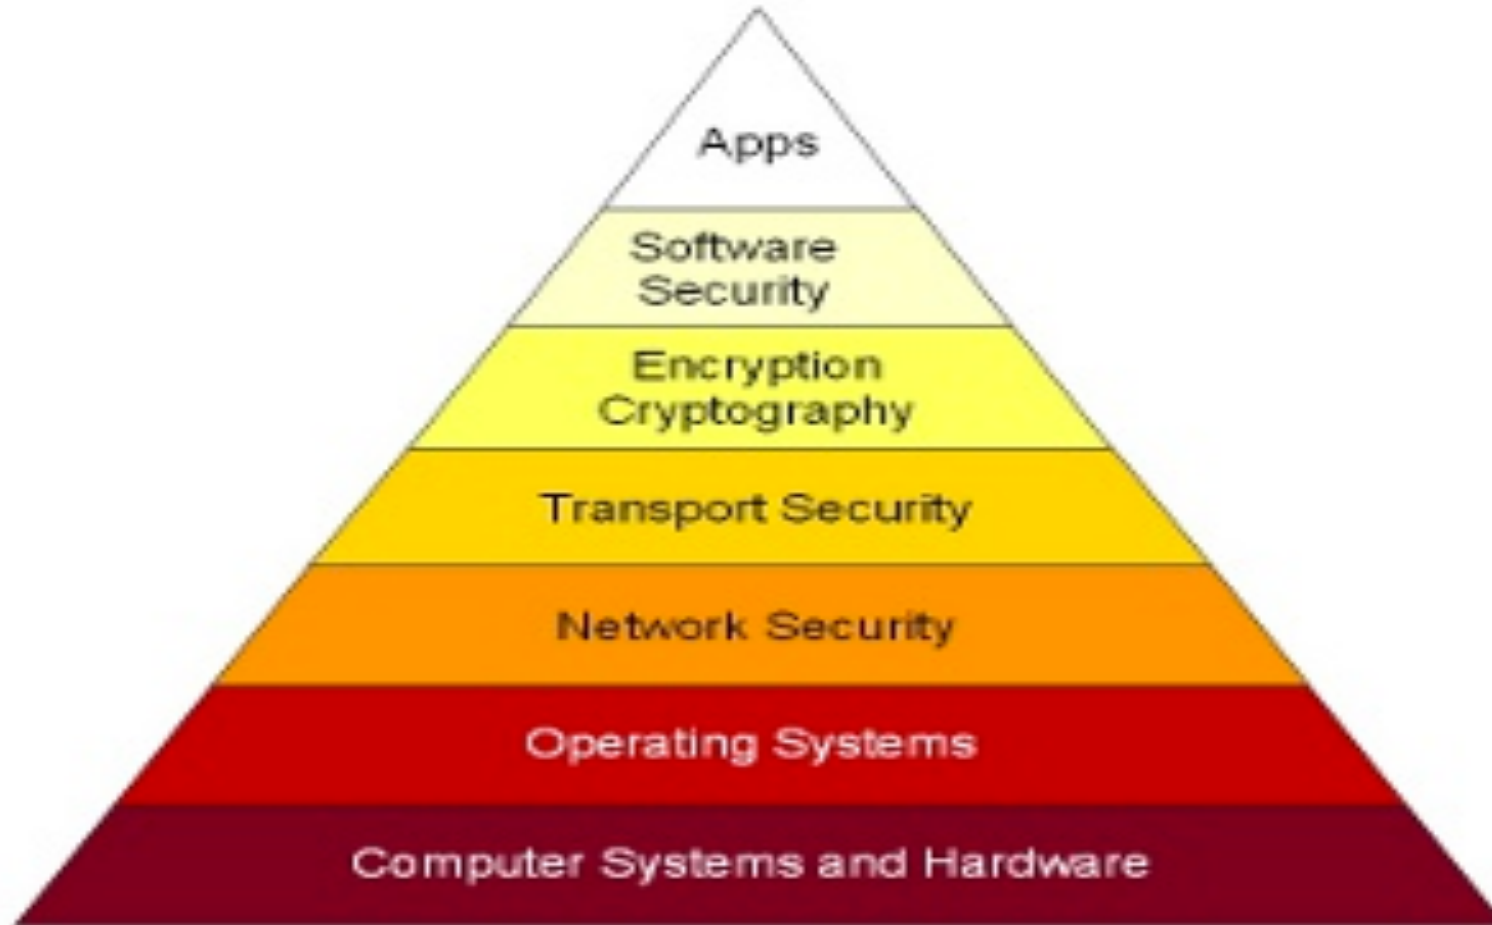 Apps
Software
Security
Encryption
Cryptography
Transport Security
Network Security
Operating Systems
Computer Systems and Hardware